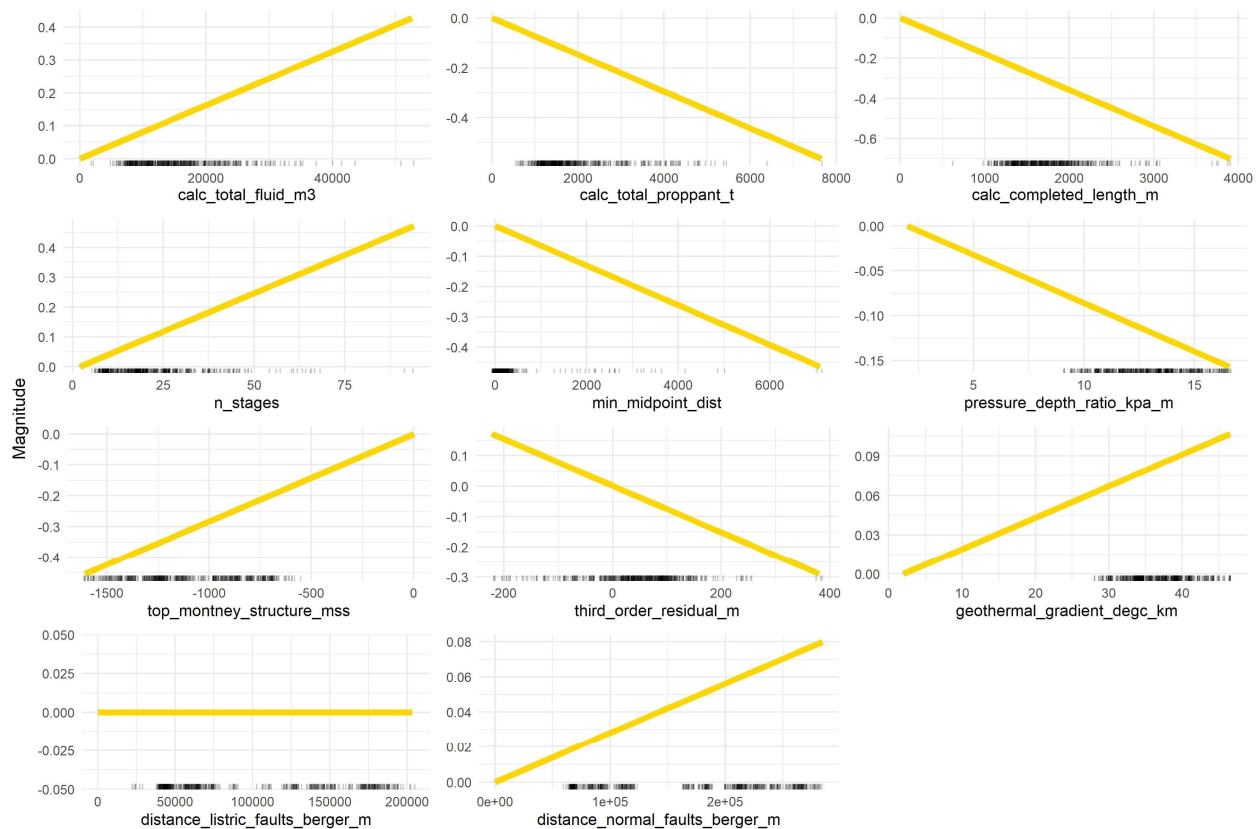 0.4
0.3
0.2
0.1
0.0
0 20000 40000
calc_total_fluid_m3
0.0
-0.2
-0.4
0 2000 4000 6000 8000
calc_total_proppant_t
0.0
-0.2
-0.4
-0.6
0 1000 2000 3000 4000
calc_completed_length_m
Magnitude
0.4
0.3
0.2
0.1
0.0
0 25 50 75
n_stages
0.0
-0.1
-0.2
-0.3
-0.4
0 2000 4000 6000
min_midpoint_dist
0.00
-0.05
-0.10
-0.15
5 10 15
pressure_depth_ratio_kpa_m
0.0
-0.1
-0.2
-0.3
-0.4
-1500 -1000 -500 0
top_montney_structure_mss
0.1
0.0
-0.1
-0.2
-0.3
-200 0 200 400
third_order_residual_m
0.09
0.06
0.03
0.00
0 10 20 30 40
geothermal_gradient_degc_km
0.050
0.025
0.000
-0.025
-0.050
0 50000 100000 150000 200000
distance_listric_faults_berger_m
0.08
0.06
0.04
0.02
0.00
0e+00 1e+05 2e+05
distance_normal_faults_berger_m